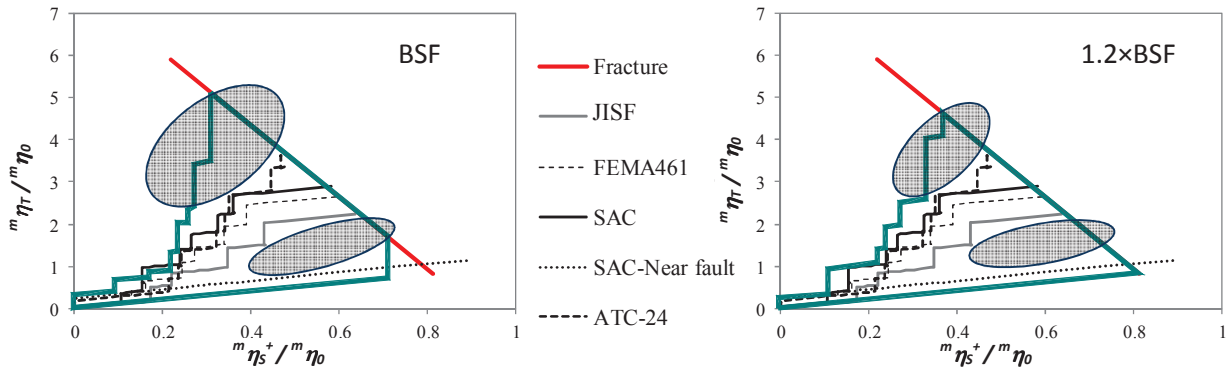 BSF
7
6
5
4
3
2
1
0
ᵐηT / ᵐη0
0 0.2 0.4 0.6 0.8 1
ᵐηS⁺ / ᵐη0
Fracture
JISF
FEMA461
SAC
SAC-Near fault
ATC-24
1.2×BSF
7
6
5
4
3
2
1
0
ᵐηT / ᵐη0
0 0.2 0.4 0.6 0.8 1
ᵐηS⁺ / ᵐη0